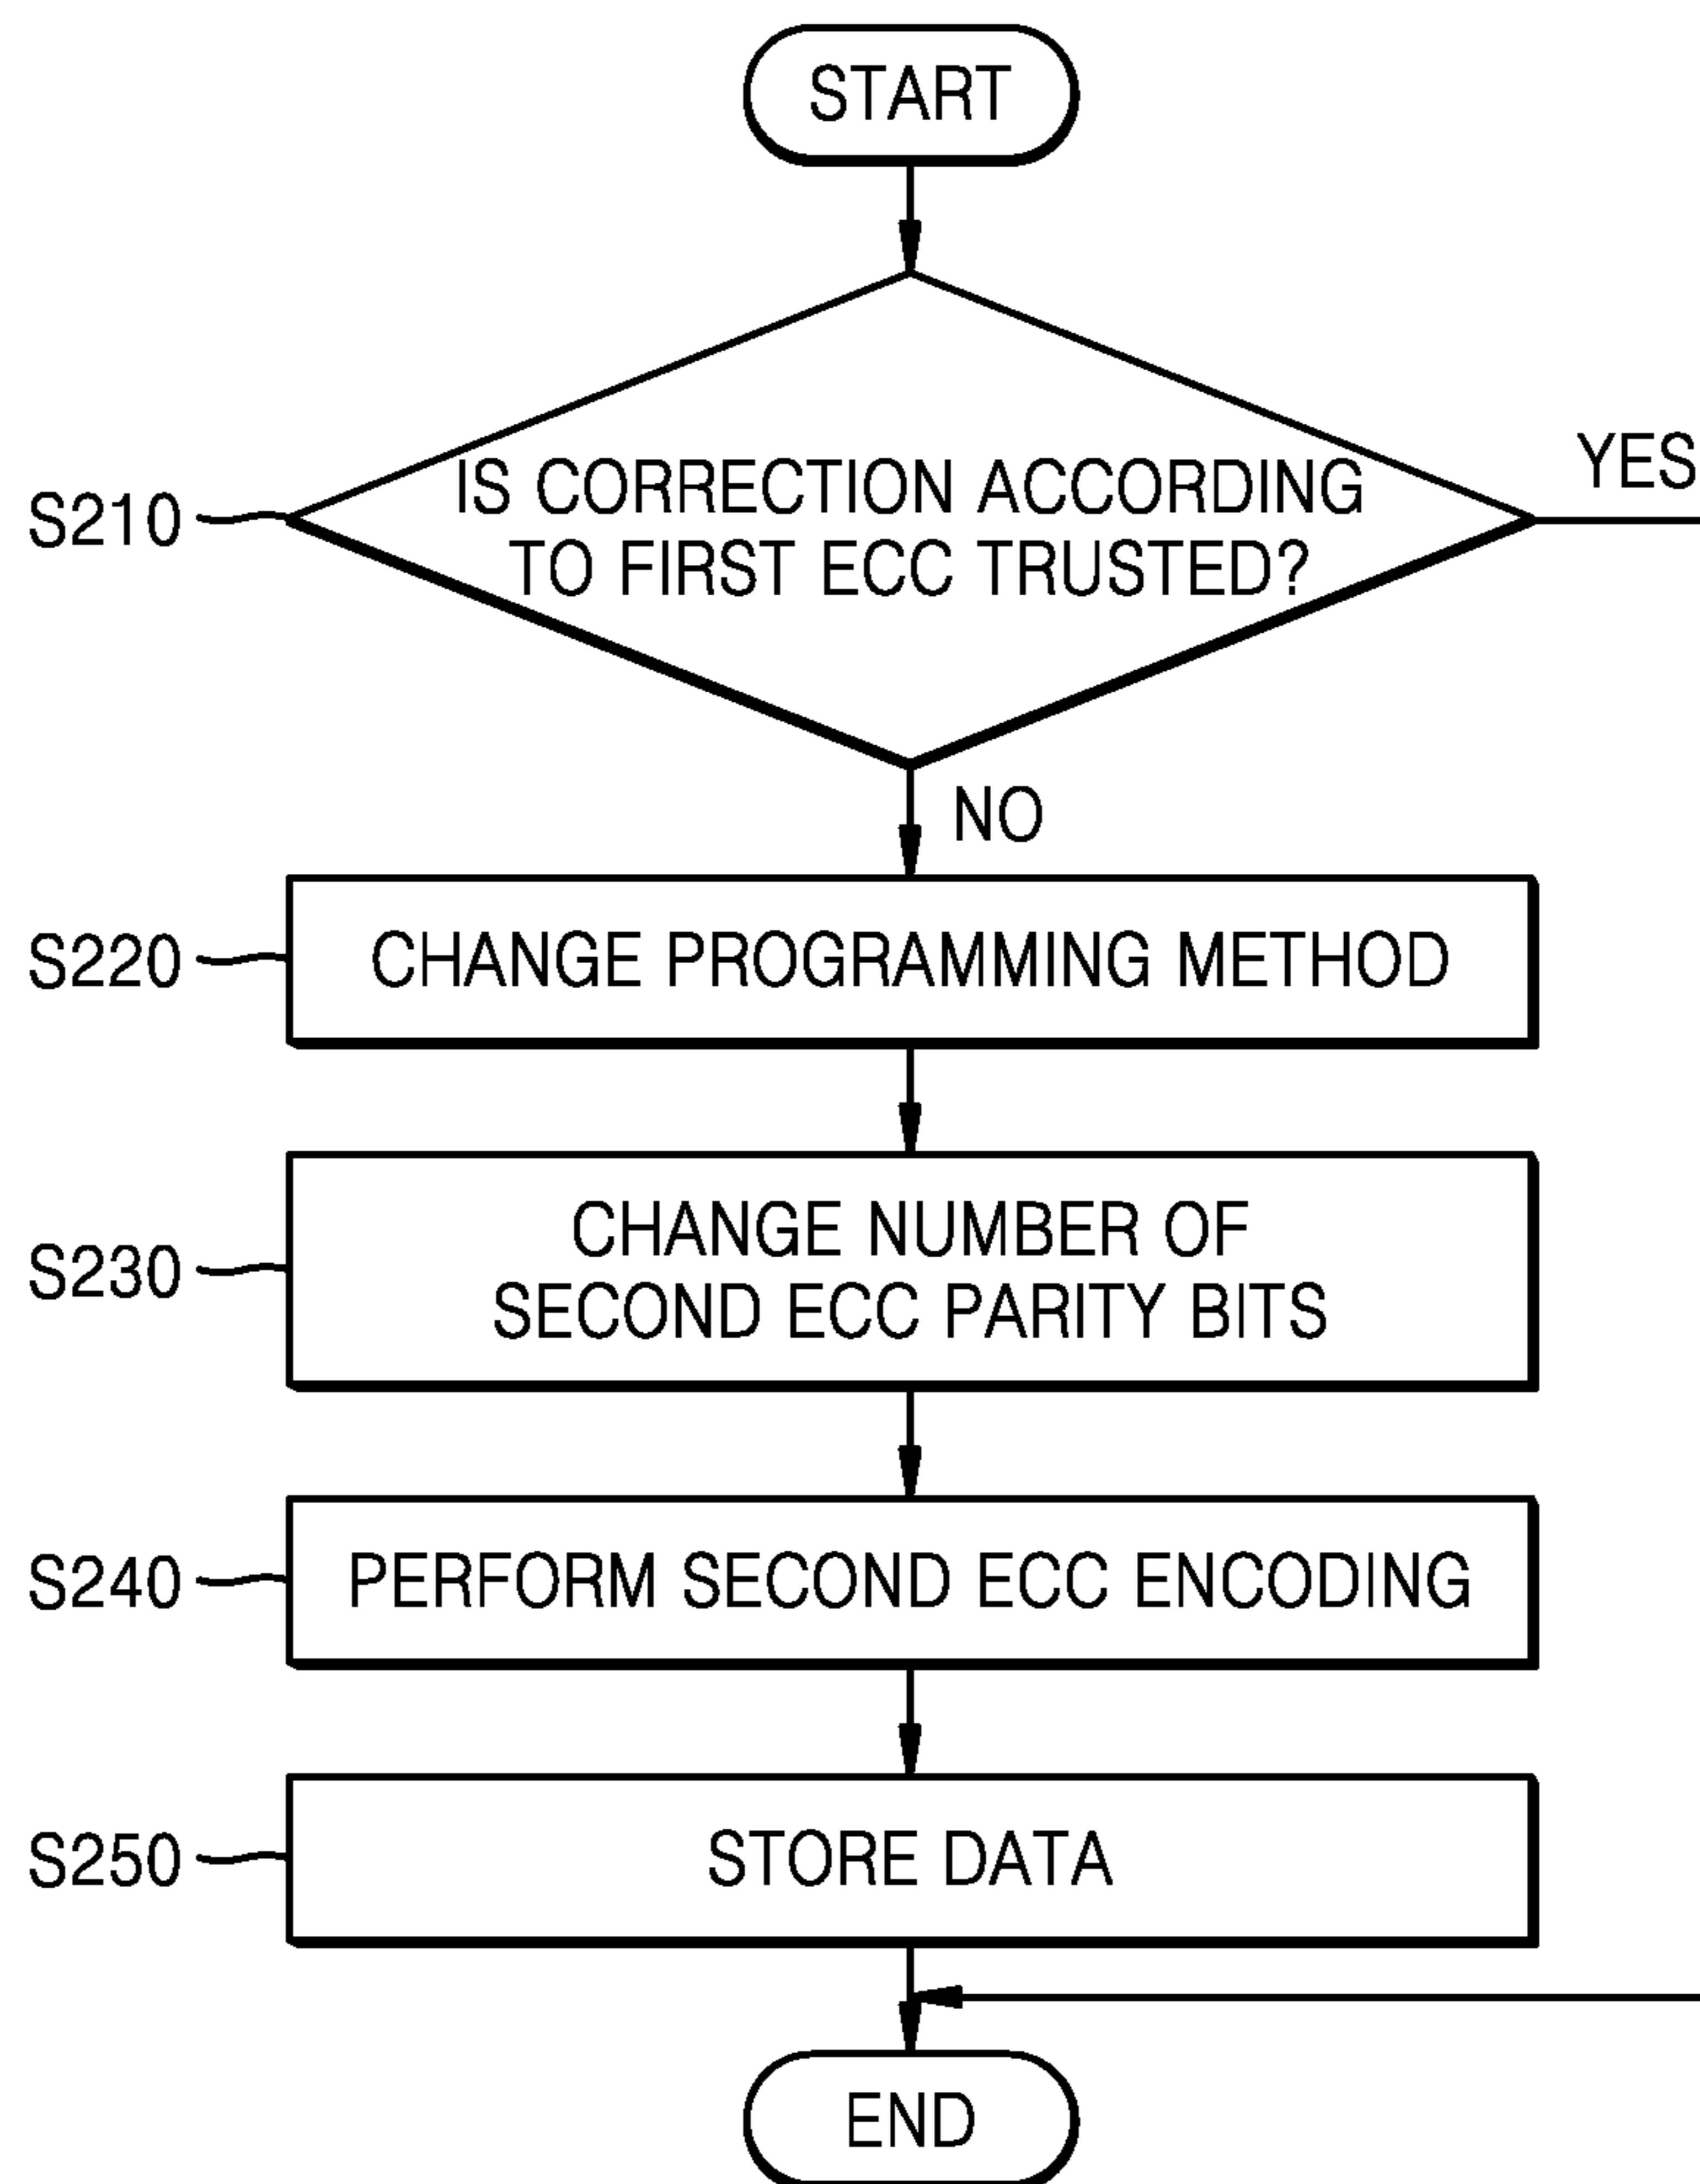 START
IS CORRECTION ACCORDING
TO FIRST ECC TRUSTED?
YES
S210
NO
S220
CHANGE PROGRAMMING METHOD
S230
CHANGE NUMBER OF
SECOND ECC PARITY BITS
S240
PERFORM SECOND ECC ENCODING
S250
STORE DATA
END